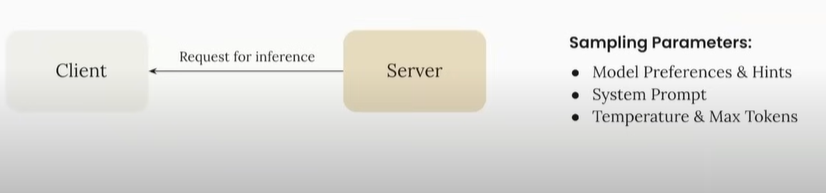 Client
Request for inference
Server
Sampling Parameters:
● Model Preferences & Hints
● System Prompt
● Temperature & Max Tokens